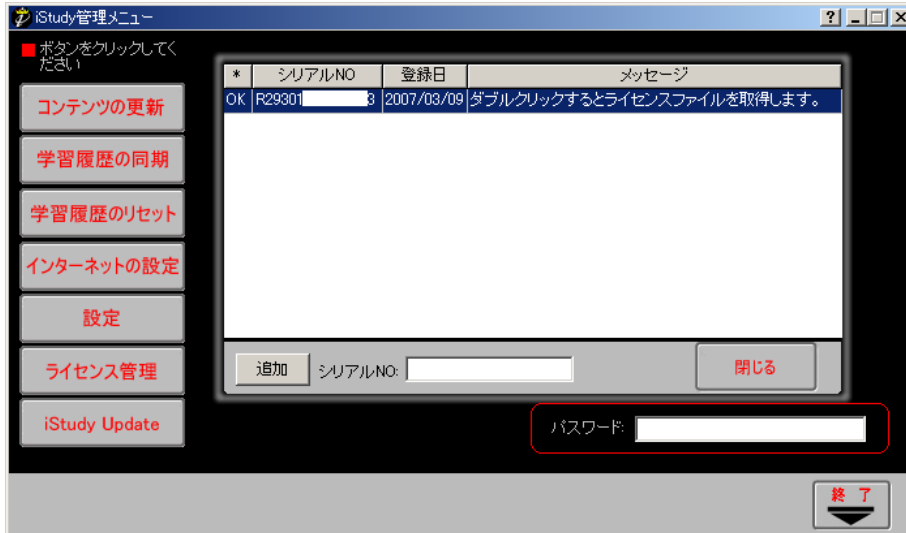 iStudy管理メニュー
ボタンをクリックしてく
ださい
コンテンツの更新
学習履歴の同期
学習履歴のリセット
インターネットの設定
設定
ライセンス管理
iStudy Update
* シリアルNO 登録日 メッセージ
OK R29301 3 2007/03/09 ダブルクリックするとライセンスファイルを取得します。
追加 シリアルNO: 閉じる
パスワード:
終 了